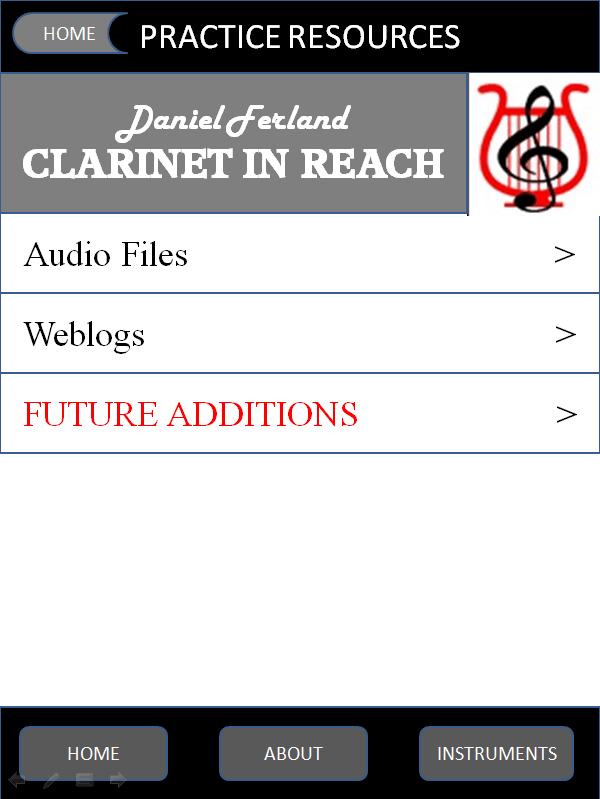 HOME
PRACTICE RESOURCES
Daniel Ferland
CLARINET IN REACH
Audio Files >
Weblogs >
FUTURE ADDITIONS >
HOME ABOUT INSTRUMENTS